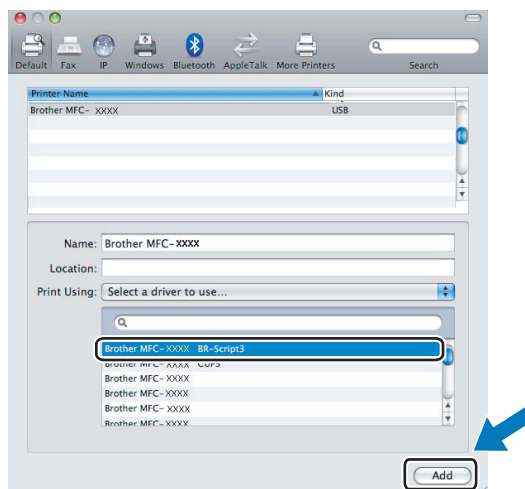 Default Fax IP Windows Bluetooth AppleTalk More Printers Search
Printer Name Kind
Brother MFC- XXXX USB
Name: Brother MFC-XXXX
Location:
Print Using: Select a driver to use...
Brother MFC- XXXX BR-Script3
Brother MFC- XXXX CUPS
Brother MFC- XXXX
Brother MFC- XXXX
Brother MFC- XXXX
Brother MFC- XXXX
Add